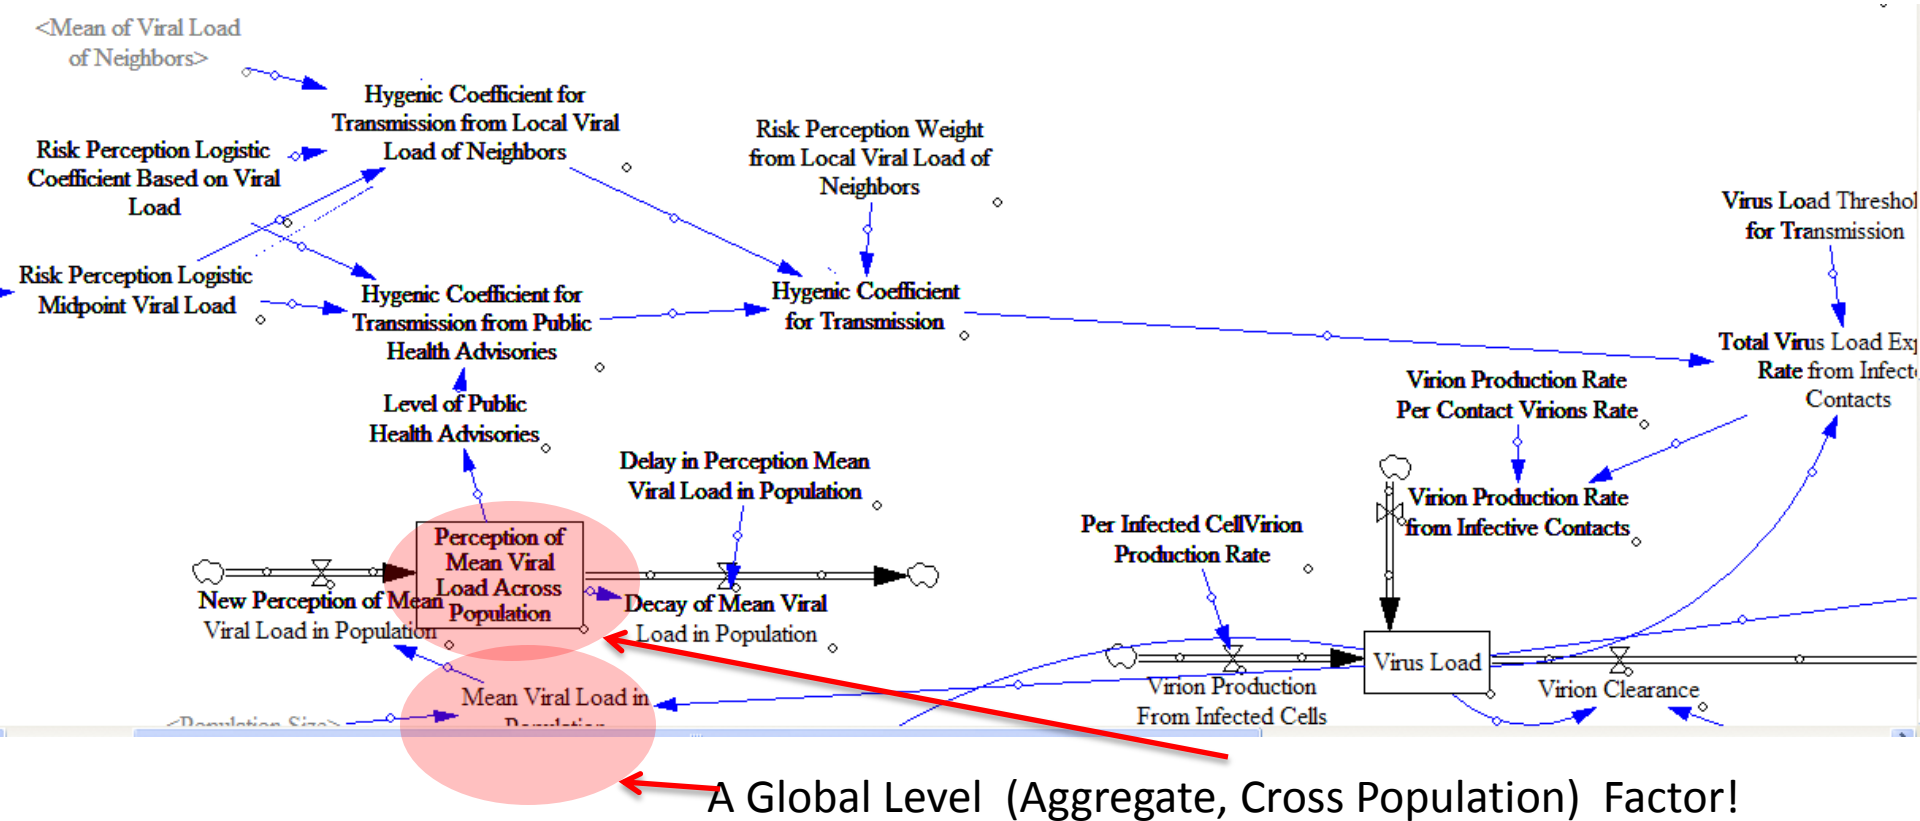 <Mean of Viral Load
of Neighbors>
Hygenic Coefficient for
Transmission from Local Viral
Load of Neighbors
Risk Perception Logistic
Coefficient Based on Viral
Load
Risk Perception Weight
from Local Viral Load of
Neighbors
Virus Load Threshol
for Transmission
Risk Perception Logistic
Midpoint Viral Load
Hygenic Coefficient for
Transmission from Public
Health Advisories
Hygenic Coefficient
for Transmission
Total Virus Load Exp
Rate from Infect
Contacts
Virion Production Rate
Per Contact Virions Rate
Level of Public
Health Advisories
Delay in Perception Mean
Viral Load in Population
Virion Production Rate
from Infective Contacts
Per Infected CellVirion
Production Rate
Perception of
Mean Viral
Load Across
Population
New Perception of Mean
Viral Load in Population
Decay of Mean Viral
Load in Population
Virus Load
Virion Production
From Infected Cells
Virion Clearance
Mean Viral Load in
Population
<Population Size>
A Global Level (Aggregate, Cross Population) Factor!